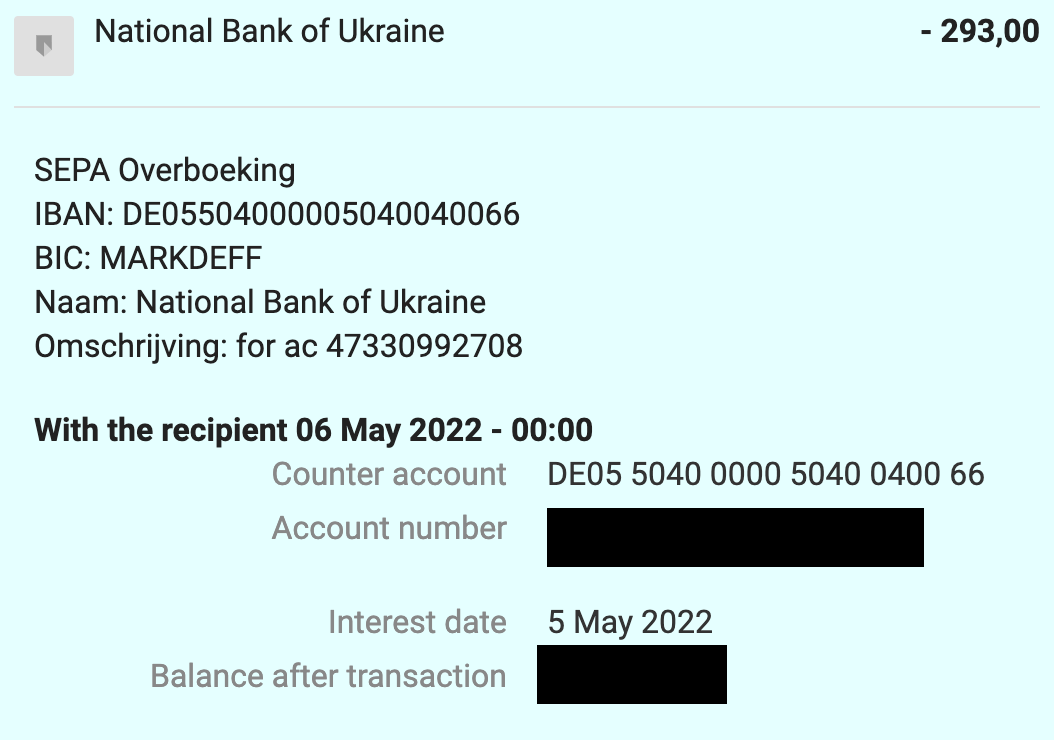 National Bank of Ukraine - 293,00
SEPA Overboeking
IBAN: DE05504000005040040066
BIC: MARKDEFF
Naam: National Bank of Ukraine
Omschrijving: for ac 47330992708
With the recipient 06 May 2022 - 00:00
Counter account DE05 5040 0000 5040 0400 66
Account number
Interest date 5 May 2022
Balance after transaction